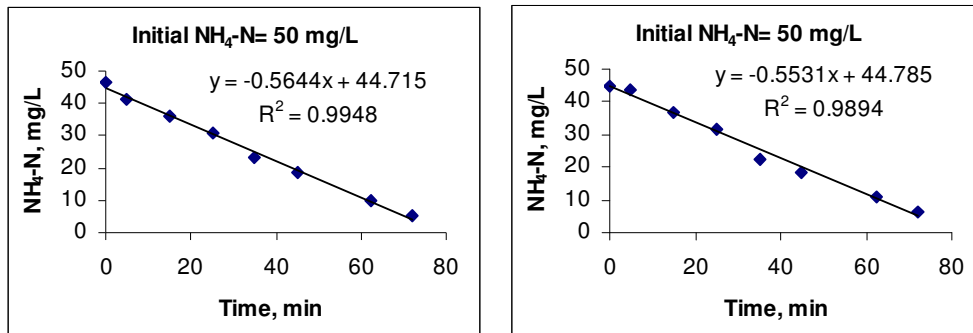 Initial NH₄-N= 50 mg/L
y = -0.5644x + 44.715
R² = 0.9948
NH₄-N, mg/L
50
40
30
20
10
0
0 20 40 60 80
Time, min
Initial NH₄-N= 50 mg/L
y = -0.5531x + 44.785
R² = 0.9894
NH₄-N, mg/L
50
40
30
20
10
0
0 20 40 60 80
Time, min